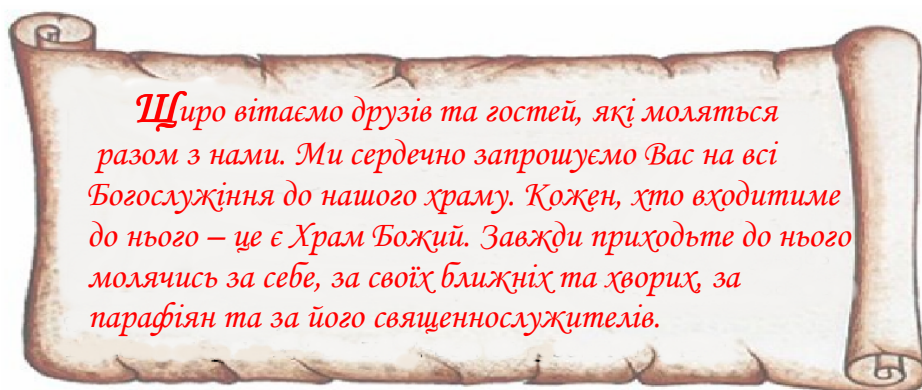 Щиро вітаємо друзів та гостей, які моляться
разом з нами. Ми сердечно запрошуємо Вас на всі
Богослужіння до нашого храму. Кожен, хто входитиме
до нього – це є Храм Божий. Завжди приходьте до нього
молячись за себе, за своїх ближніх та хворих, за
парафіян та за його священнослужителів.